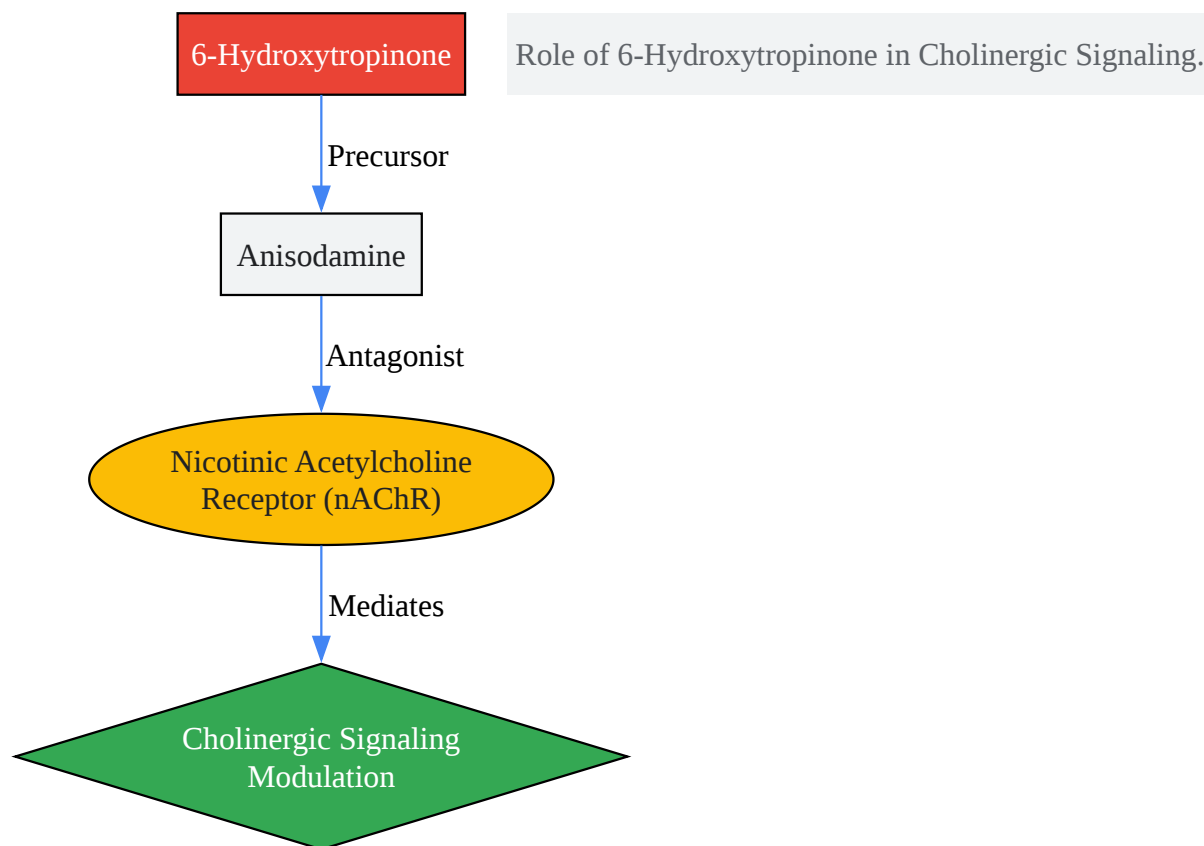 6-Hydroxytropinone
Role of 6-Hydroxytropinone in Cholinergic Signaling.
Precursor
Anisodamine
Antagonist
Nicotinic Acetylcholine
Receptor (nAChR)
Mediates
Cholinergic Signaling
Modulation